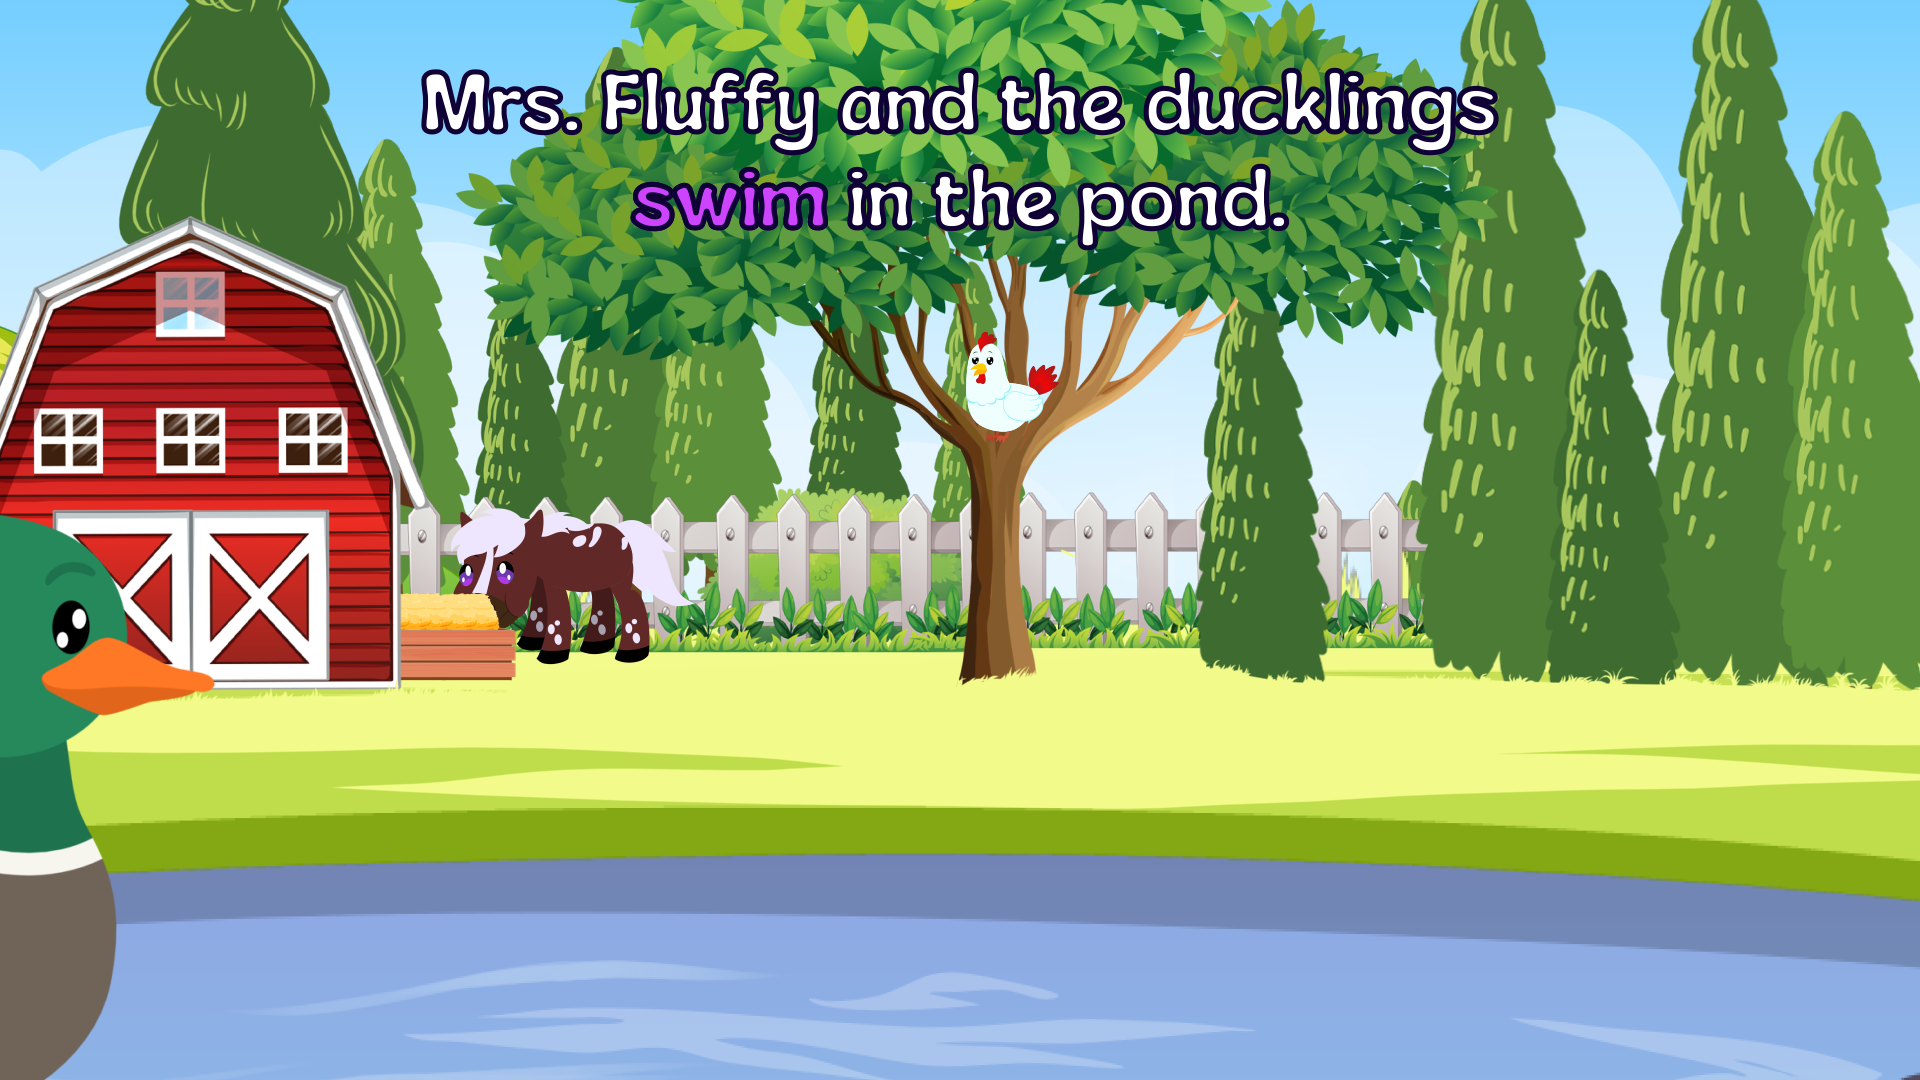 Mrs. Fluffy and the ducklings
swim in the pond.